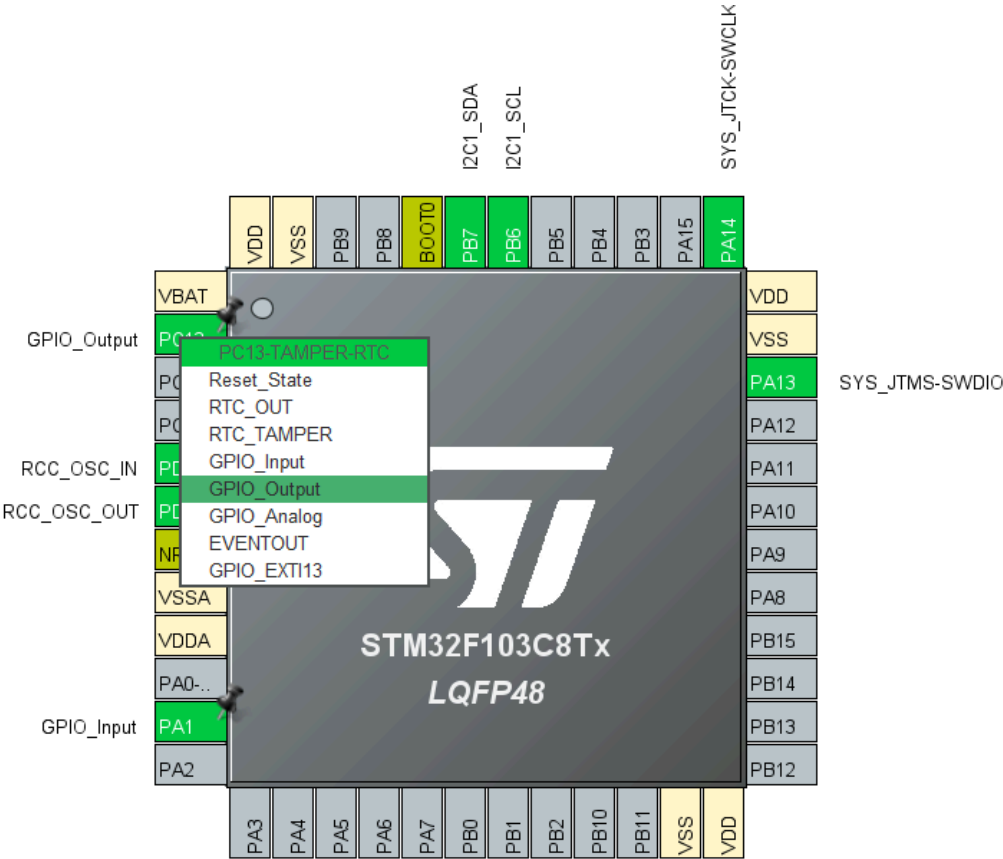 SYS_JTCK-SWCLK
I2C1_SDA
I2C1_SCL
VDD
VSS
PB9
PB8
BOOT0
PB7
PB6
PB5
PB4
PB3
PA15
PA14
VBAT
GPIO_Output
PC13-TAMPER-RTC
Reset_State
RTC_OUT
RTC_TAMPER
GPIO_Input
GPIO_Output
GPIO_Analog
EVENTOUT
GPIO_EXTI13
RCC_OSC_IN
RCC_OSC_OUT
VSSA
VDDA
PA0-..
GPIO_Input
PA1
PA2
STM32F103C8Tx
LQFP48
VDD
VSS
PA13
SYS_JTMS-SWDIO
PA12
PA11
PA10
PA9
PA8
PB15
PB14
PB13
PB12
PA3
PA4
PA5
PA6
PA7
PB0
PB1
PB2
PB10
PB11
VSS
VDD